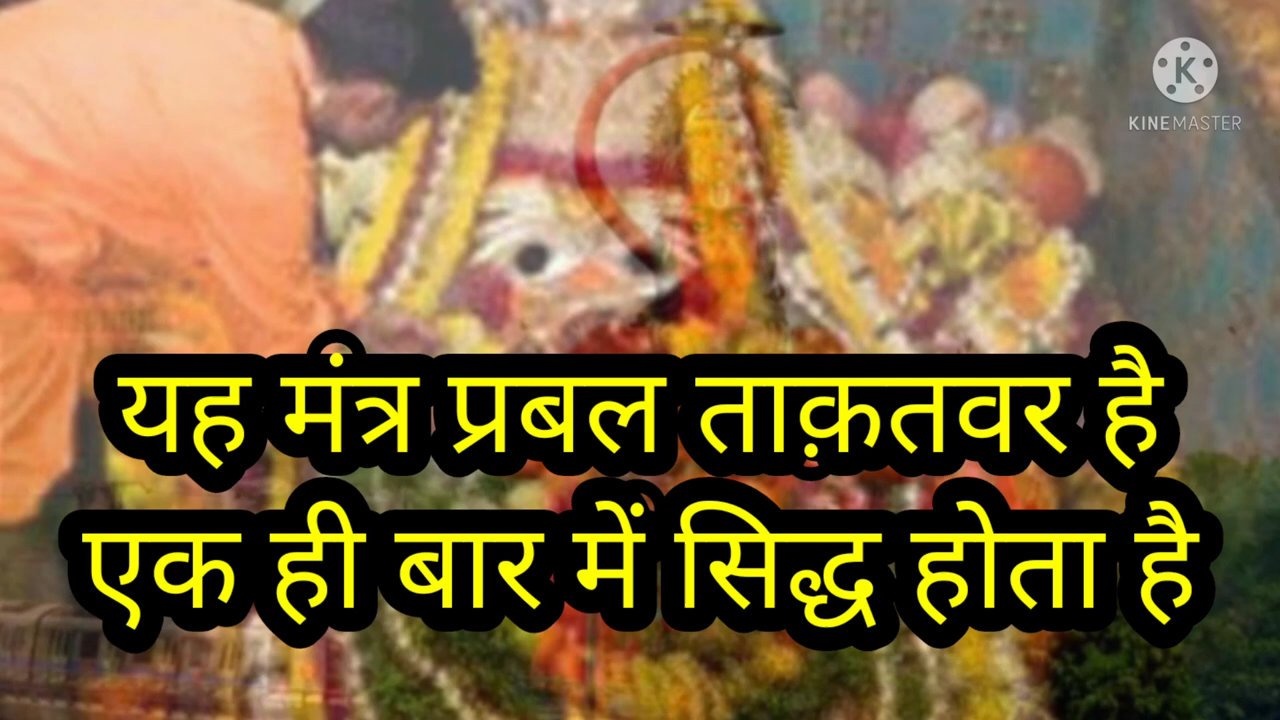 K
KINEMASTER
यह मंत्र प्रबल ताक़तवर है
एक ही बार में सिद्ध होता है